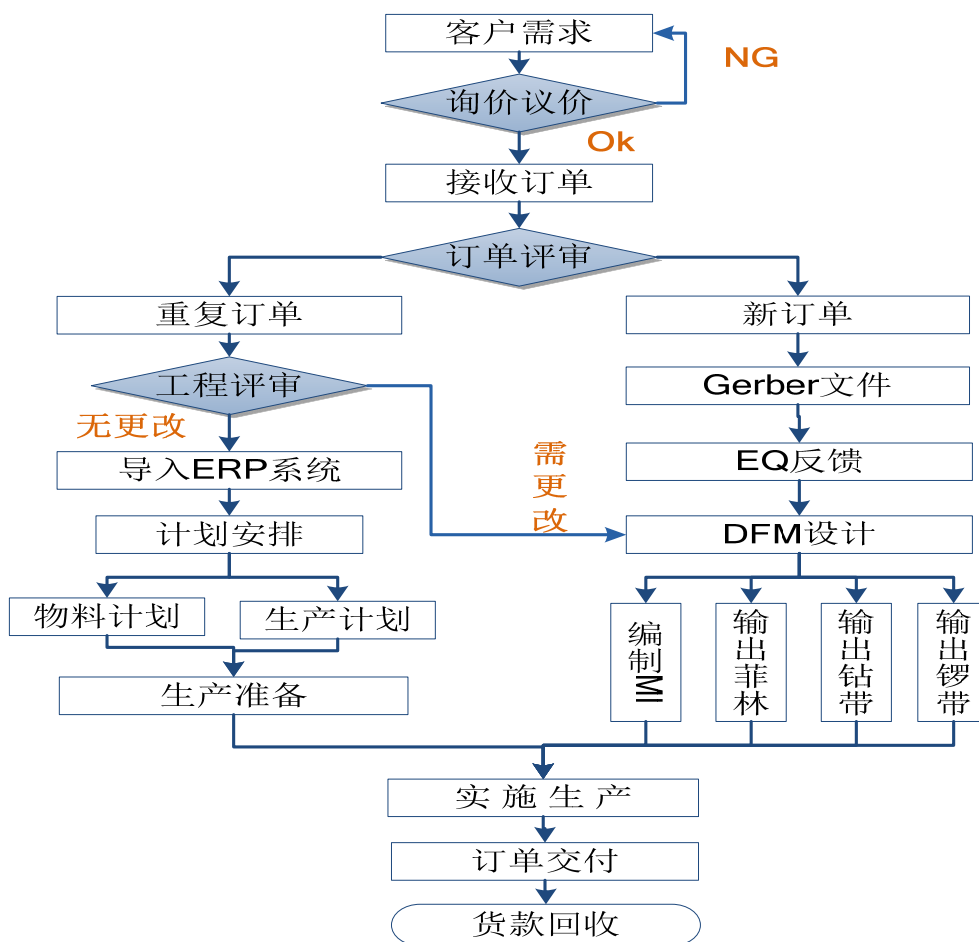 客户需求
NG
询价议价
Ok
接收订单
订单评审
重复订单
新订单
工程评审
Gerber文件
无更改
导入ERP系统
需更改
EQ反馈
计划安排
DFM设计
物料计划
生产计划
编制MI
输出菲林
输出钻带
输出锣带
生产准备
实施生产
订单交付
货款回收